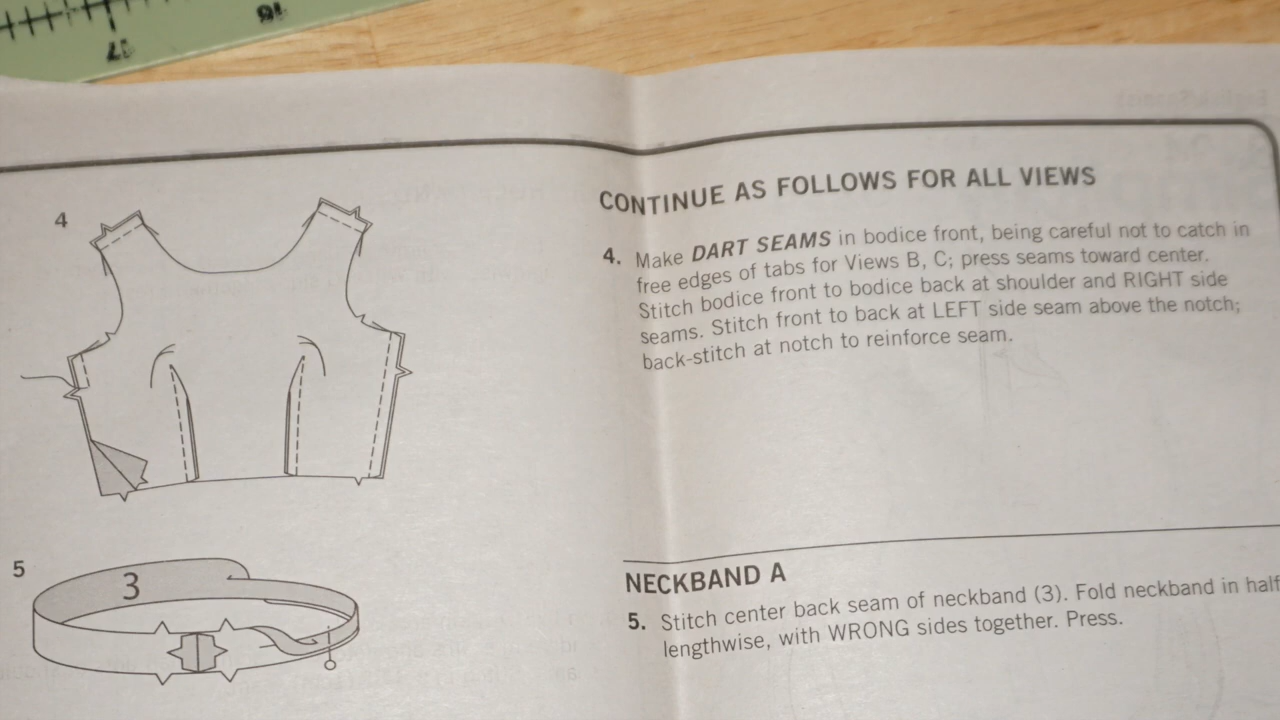 17
16
CONTINUE AS FOLLOWS FOR ALL VIEWS
4
4. Make DART SEAMS in bodice front, being careful not to catch in
free edges of tabs for Views B, C; press seams toward center.
Stitch bodice front to bodice back at shoulder and RIGHT side
seams. Stitch front to back at LEFT side seam above the notch;
back-stitch at notch to reinforce seam.
5
3
NECKBAND A
5. Stitch center back seam of neckband (3). Fold neckband in half
lengthwise, with WRONG sides together. Press.